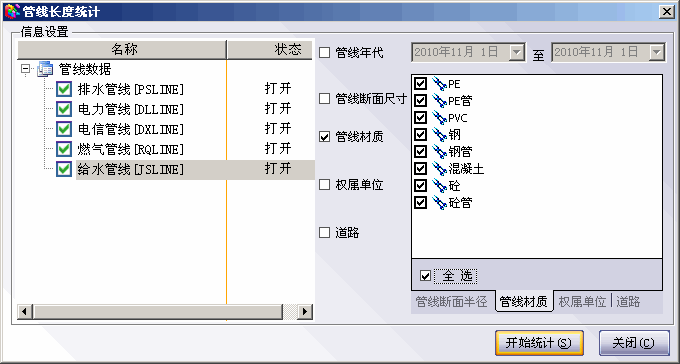 管线长度统计
信息设置
名称 状态
管线数据
排水管线[PSLINE] 打开
电力管线[DLLINE] 打开
电信管线[DXLINE] 打开
燃气管线[RQLINE] 打开
给水管线[JSLINE] 打开
管线年代 2010年11月 1日 至 2010年11月 1日
管线断面尺寸
管线材质
权属单位
道路
PE
PE管
PVC
钢
钢管
混凝土
砼
砼管
全 选
管线断面半径 管线材质 权属单位 道路
开始统计(S) 关闭(C)